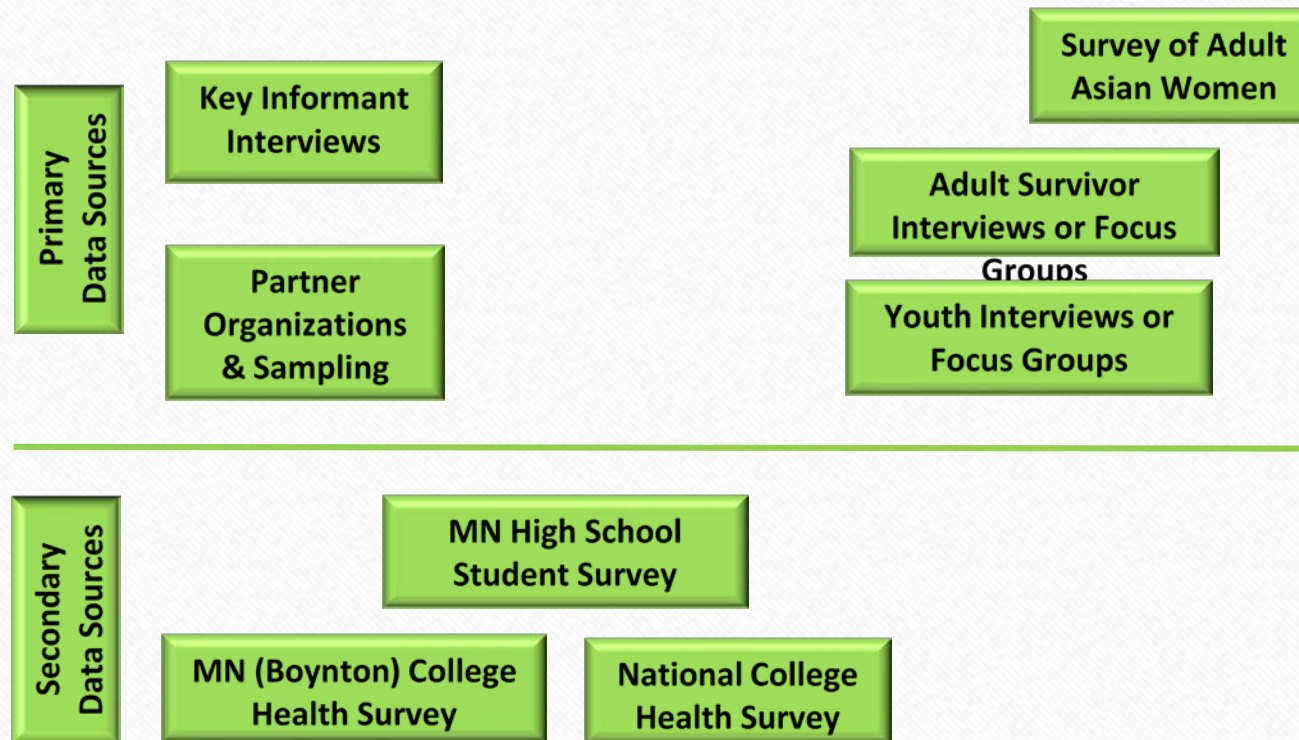 Primary
Data Sources
Key Informant
Interviews
Partner
Organizations
& Sampling
Survey of Adult
Asian Women
Adult Survivor
Interviews or Focus
Groups
Youth Interviews or
Focus Groups
Secondary
Data Sources
MN High School
Student Survey
MN (Boynton) College
Health Survey
National College
Health Survey